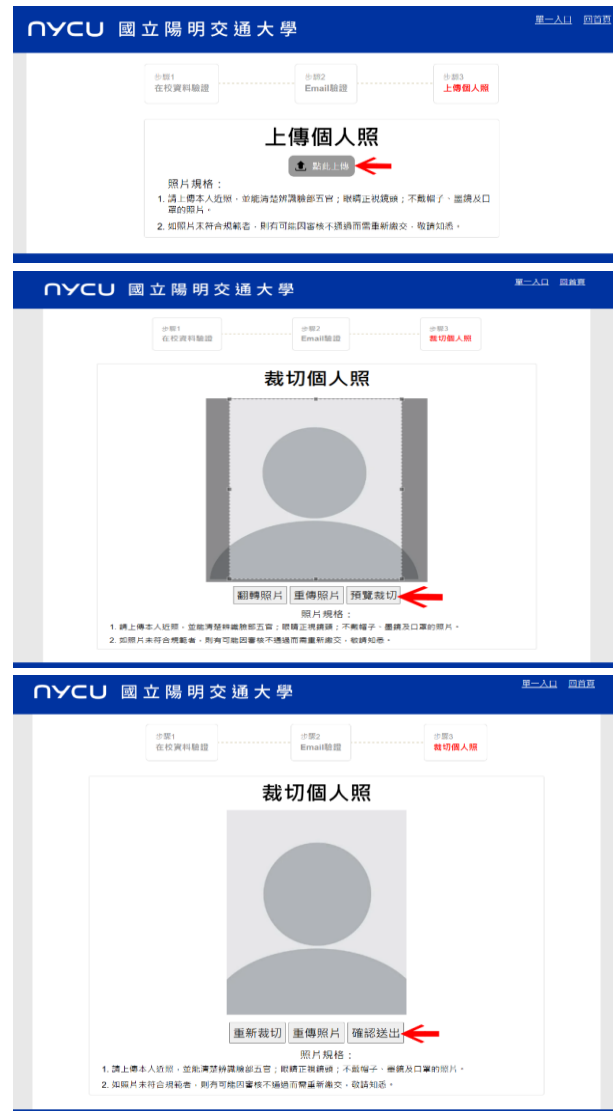 NYCU 國立陽明交通大學
單一入口 回首頁
步驟1 步驟2 步驟3
在校資料驗證 Email驗證 上傳個人照
上傳個人照
點此上傳
照片規格：
1. 請上傳本人近照，並能清楚辨識臉部五官；眼睛正視鏡頭；不戴帽子、墨鏡及口
罩的照片。
2. 如照片未符合規範者，則有可能因審核不通過而需重新繳交，敬請知悉。
NYCU 國立陽明交通大學
單一入口 回首頁
步驟1 步驟2 步驟3
在校資料驗證 Email驗證 裁切個人照
裁切個人照
翻轉照片 重傳照片 預覽裁切
照片規格：
1. 請上傳本人近照，並能清楚辨識臉部五官；眼睛正視鏡頭；不戴帽子、墨鏡及口罩的照片。
2. 如照片未符合規範者，則有可能因審核不通過而需重新繳交，敬請知悉。
NYCU 國立陽明交通大學
單一入口 回首頁
步驟1 步驟2 步驟3
在校資料驗證 Email驗證 裁切個人照
裁切個人照
重新裁切 重傳照片 確認送出
照片規格：
1. 請上傳本人近照，並能清楚辨識臉部五官；眼睛正視鏡頭；不戴帽子、墨鏡及口罩的照片。
2. 如照片未符合規範者，則有可能因審核不通過而需重新繳交，敬請知悉。